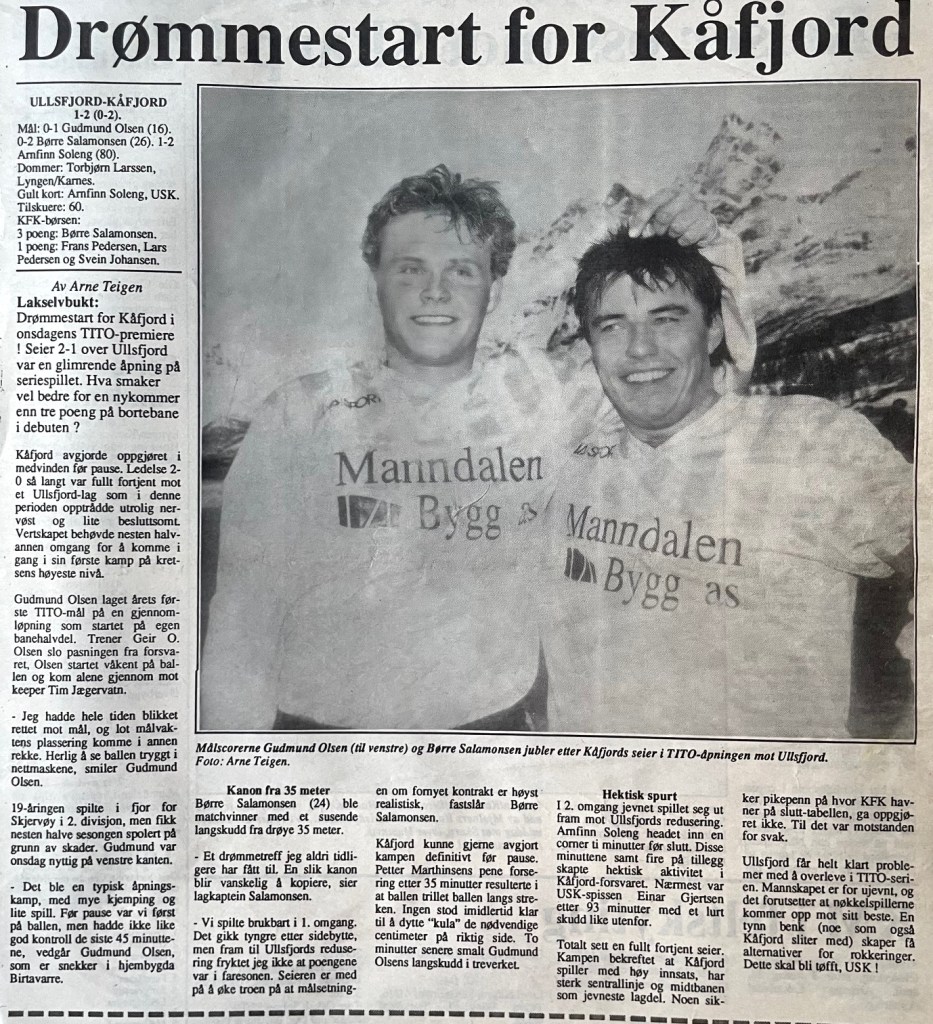 Drømmestart for Kåfjord
ULLSFJORD-KÅFJORD
1-2 (0-2).
Mål: 0-1 Gudmund Olsen (16).
0-2 Børre Salamonsen (26). 1-2
Arnfinn Soleng (80).
Dommer: Torbjørn Larssen,
Lyngen/Karnes.
Gult kort: Arnfinn Soleng, USK.
Tilskuere: 60.
KFK-børsen:
3 poeng: Børre Salamonsen.
1 poeng: Frans Pedersen, Lars
Pedersen og Svein Johansen.
Av Arne Teigen
Lakselvbukt:
Drømmestart for Kåfjord i
onsdagens TITO-premiere
! Seier 2-1 over Ullsfjord
var en glimrende åpning på
seriespillet. Hva smaker
vel bedre for en nykommer
enn tre poeng på bortebane
i debuten ?
Kåfjord avgjorde oppgjøret i
medvinden før pause. Ledelse 2-
0 så langt var fullt fortjent mot
et Ullsfjord-lag som i denne
perioden opptrådde utrolig ner-
vøst og lite besluttsomt.
Vertskapet behøvde nesten halv-
annen omgang for å komme i
gang i sin første kamp på kret-
sens høyeste nivå.
Gudmund Olsen laget årets før-
ste TITO-mål på en gjennom-
løpning som startet på egen
banehalvdel. Trener Geir O.
Olsen slo pasningen fra forsva-
ret, Olsen startet våkent på bal-
len og kom alene gjennom mot
keeper Tim Jægervatn.
- Jeg hadde hele tiden blikket
rettet mot mål, og lot målvak-
tens plassering komme i annen
rekke. Herlig å se ballen tryggt i
nettmaskene, smiler Gudmund
Olsen.
19-åringen spilte i fjor for
Skjervøy i 2. divisjon, men fikk
nesten halve sesongen spolert på
grunn av skader. Gudmund var
onsdag nyttig på venstre kanten.
- Det ble en typisk åpnings-
kamp, med mye kjemping og
lite spill. Før pause var vi først
på ballen, men hadde ikke like
god kontroll de siste 45 minutte-
ne, vedgår Gudmund Olsen,
som er snekker i hjembygda
Birtavarre.
Manndalen
Bygg as
Manndalen
Bygg as
Målscorerne Gudmund Olsen (til venstre) og Børre Salamonsen jubler etter Kåfjords seier i TITO-åpningen mot Ullsfjord.
Foto: Arne Teigen.
Kanon fra 35 meter
Børre Salamonsen (24) ble
matchvinner med et susende
langskudd fra drøye 35 meter.
- Et drømmetreff jeg aldri tidli-
gere har fått til. En slik kanon
blir vanskelig å kopiere, sier
lagkaptein Salamonsen.
- Vi spilte brukbart i 1. omgang.
Det gikk tyngre etter sidebytte,
men fram til Ullsfjords reduse-
ring fryktet jeg ikke at poengene
var i faresonen. Seieren er med
på å øke troen på at målsetning-
en om fornyet kontrakt er høyst
realistisk, fastslår Børre
Salamonsen.
Kåfjord kunne gjerne avgjort
kampen definitivt før pause.
Petter Marthinsens pene forse-
ring etter 35 minutter resulterte i
at ballen trillet ballen langs stre-
ken. Ingen stod imidlertid klar
til å dytte "kula" de nødvendige
centimeter på riktig side. To
minutter senere smalt Gudmund
Olsens langskudd i treverket.
Hektisk spurt
I 2. omgang jevnet spillet seg ut
fram mot Ullsfjords redusering.
Arnfinn Soleng headet inn en
corner ti minutter før slutt. Disse
minuttene samt fire på tillegg
skapte hektisk aktivitet i
Kåfjord-forsvaret. Nærmest var
USK-spissen Einar Gjertsen
etter 93 minutter med et lurt
skudd like utenfor.
Totalt sett en fullt fortjent seier.
Kampen bekreftet at Kåfjord
spiller med høy innsats, har
sterk sentrallinje og midtbanen
som jevneste lagdel. Noen sik-
ker pikepenn på hvor KFK hav-
ner på slutt-tabellen, ga oppgjø-
ret ikke. Til det var motstanden
for svak.
Ullsfjord får helt klart proble-
mer med å overleve i TITO-seri-
en. Mannskapet er for ujevnt, og
det forutsetter at nøkkelspillerne
kommer opp mot sitt beste. En
tynn benk (noe som også
Kåfjord sliter med) skaper få
alternativer for rokkeringer.
Dette skal bli tøfft, USK !